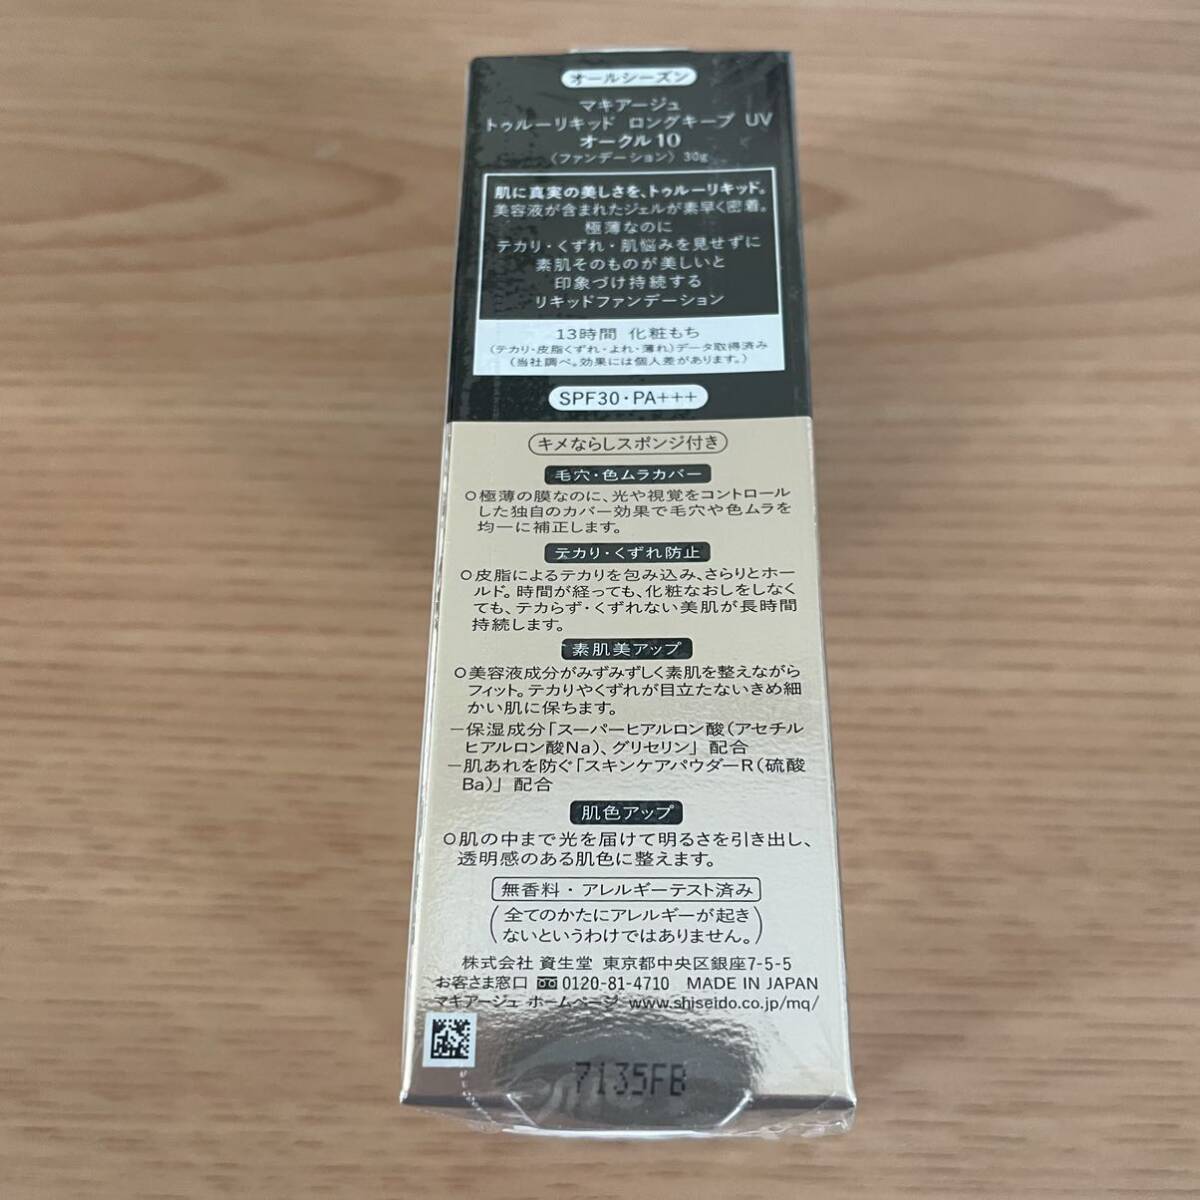 オールシーズン
マキアージュ
トゥルーリキッド ロングキープ UV
オークル10
〈ファンデーション〉 30g
肌に真実の美しさを、トゥルーリキッド。
美容液が含まれたジェルが素早く密着。
極薄なのに
テカリ・くずれ・肌悩みを見せずに
素肌そのものが美しいと
印象づけ持続する
リキッドファンデーション
13時間 化粧もち
(テカリ・皮脂くずれ・よれ・薄れ)データ取得済み
(当社調べ。効果には個人差があります。)
SPF30・PA+++
キメならしスポンジ付き
毛穴・色ムラカバー
○極薄の膜なのに、光や視覚をコントロール
した独自のカバー効果で毛穴や色ムラを
均一に補正します。
テカリ・くずれ防止
○皮脂によるテカリを包み込み、さらりとホー
ルド。時間が経っても、化粧なおしをしなく
ても、テカらず・くずれない美肌が長時間
持続します。
素肌美アップ
○美容液成分がみずみずしく素肌を整えながら
フィット。テカリやくずれが目立たないきめ細
かい肌に保ちます。
−保湿成分「スーパーヒアルロン酸(アセチル
ヒアルロン酸Na)、グリセリン」 配合
−肌あれを防ぐ「スキンケアパウダーR(硫酸
Ba)」 配合
肌色アップ
○肌の中まで光を届けて明るさを引き出し、
透明感のある肌色に整えます。
無香料・アレルギーテスト済み
(全てのかたにアレルギーが起き
ないというわけではありません。)
株式会社 資生堂 東京都中央区銀座7-5-5
お客さま窓口 0120-81-4710 MADE IN JAPAN
マキアージュ ホームページ www.shiseido.co.jp/mq/
7135FB